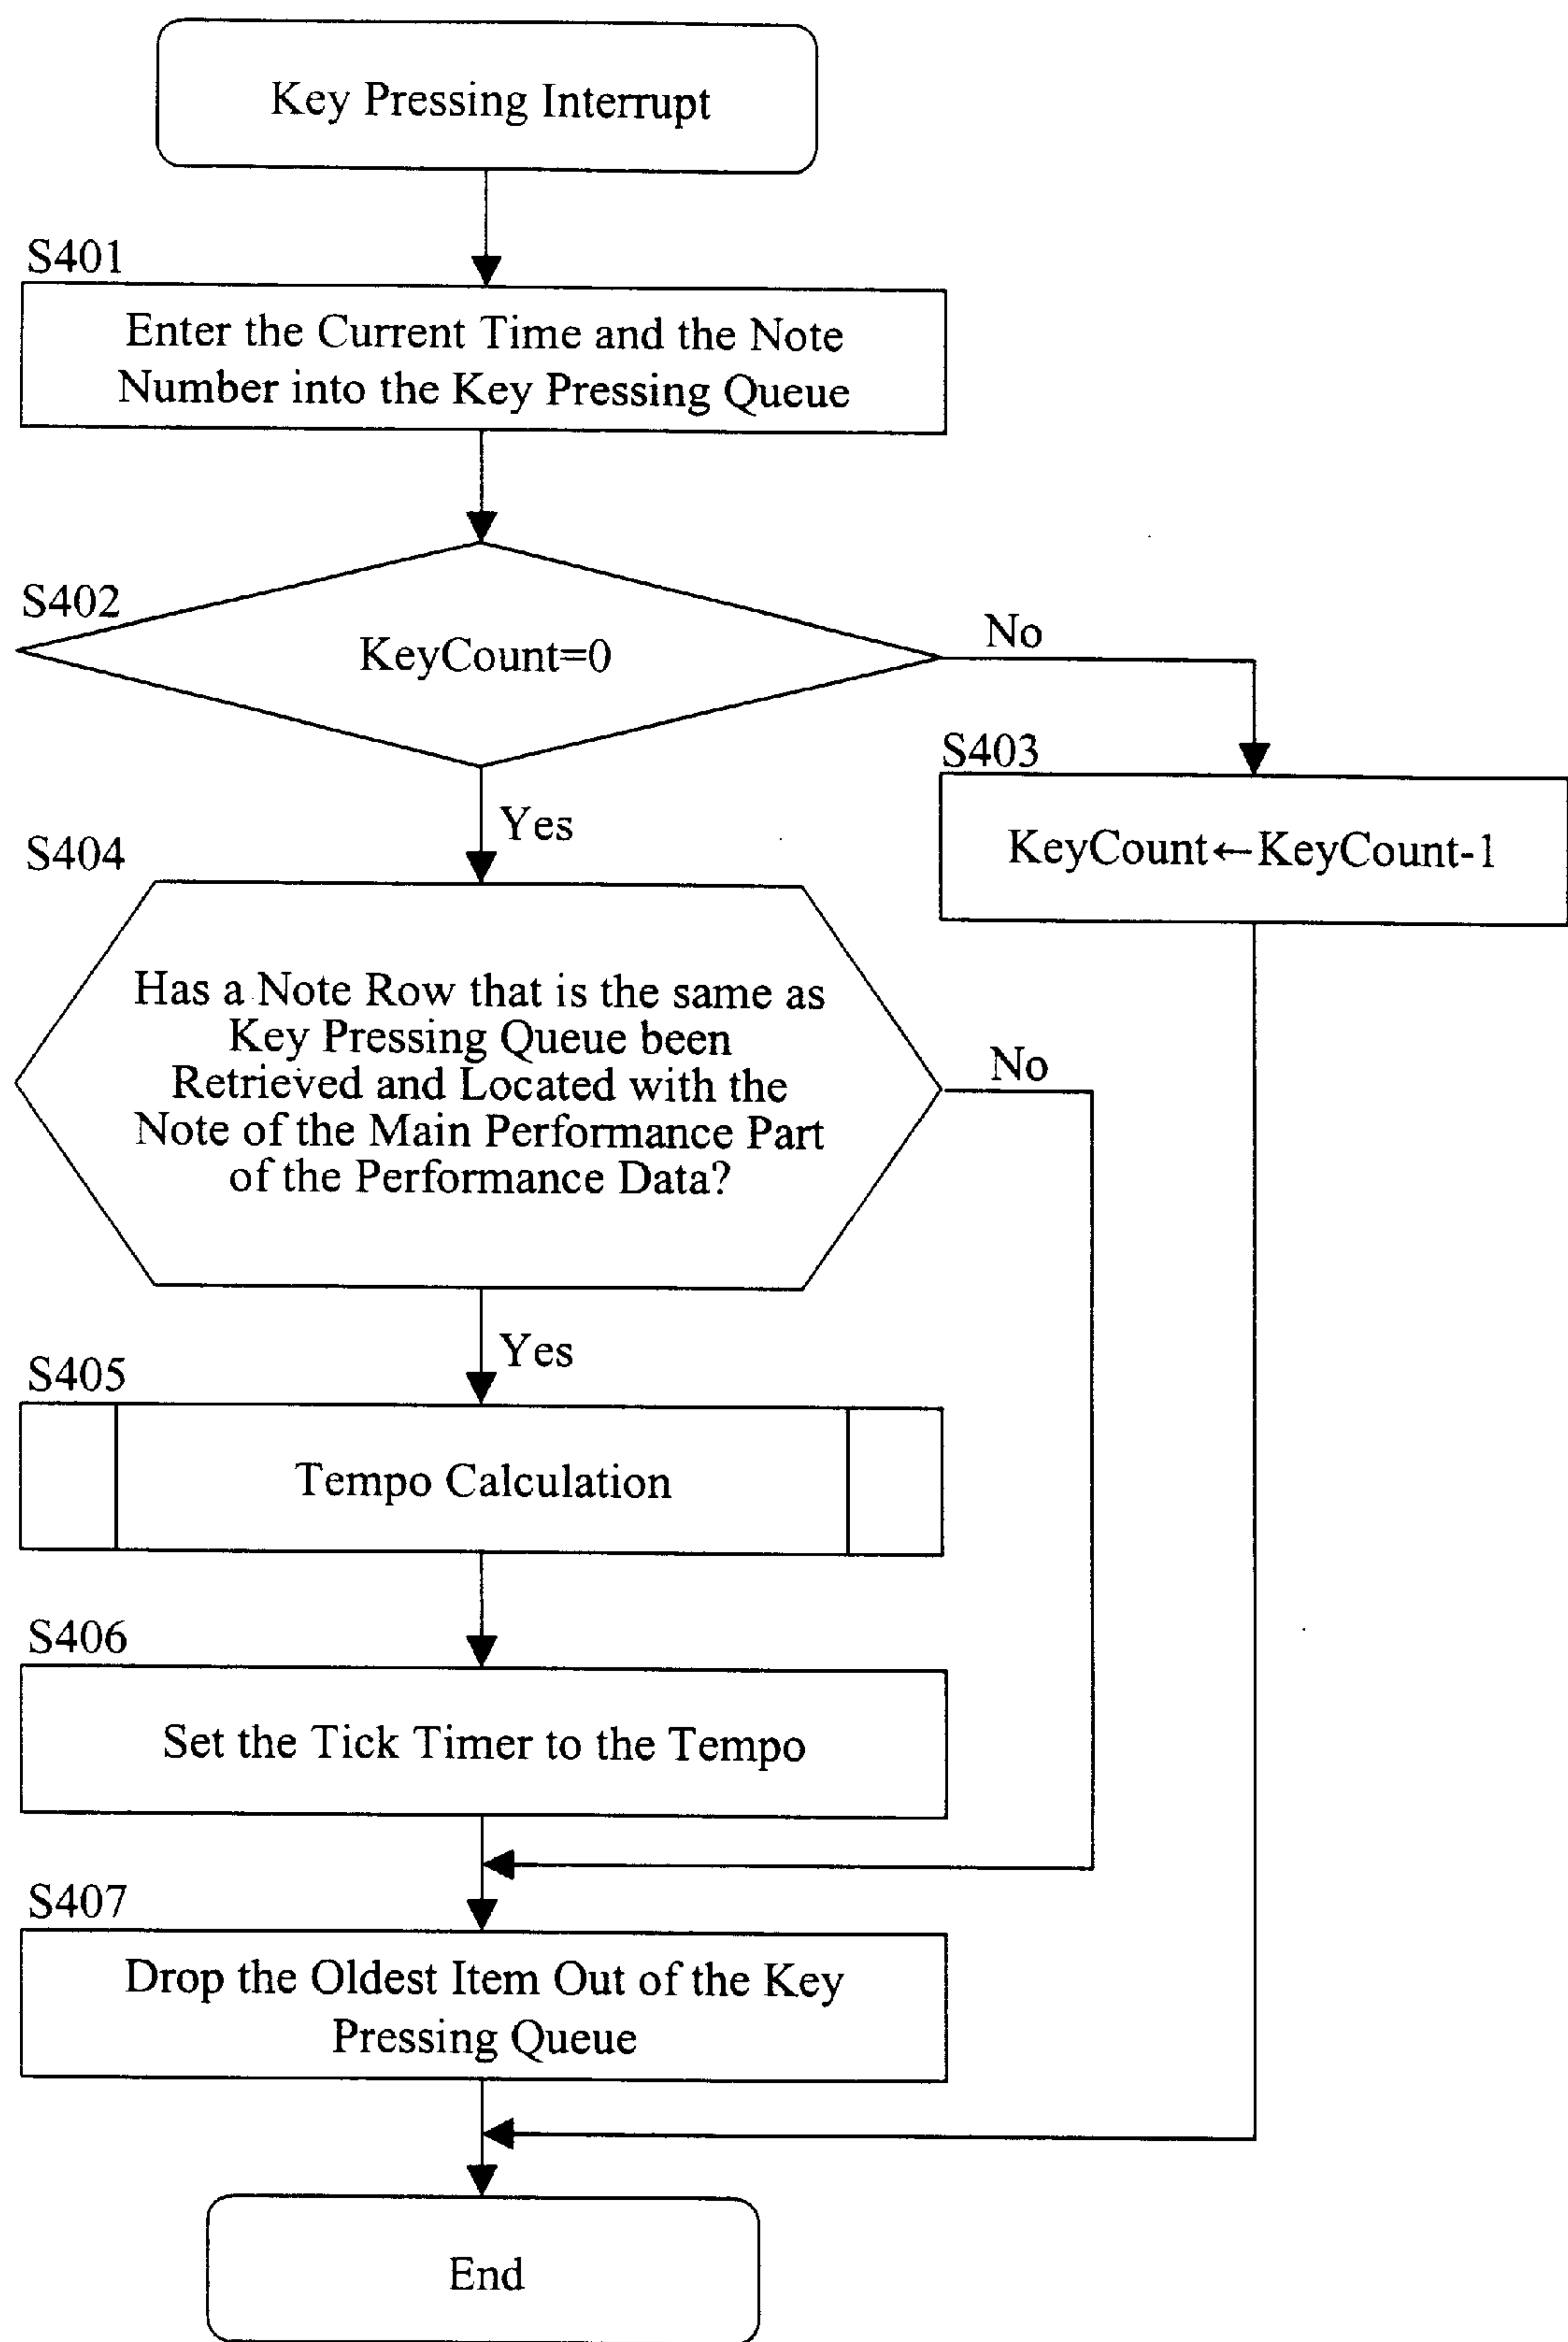 Key Pressing Interrupt
S401
Enter the Current Time and the Note
Number into the Key Pressing Queue
S402
KeyCount=0
No
S403
KeyCount←KeyCount-1
Yes
S404
Has a Note Row that is the same as
Key Pressing Queue been
Retrieved and Located with the
Note of the Main Performance Part
of the Performance Data?
No
Yes
S405
Tempo Calculation
S406
Set the Tick Timer to the Tempo
S407
Drop the Oldest Item Out of the Key
Pressing Queue
End